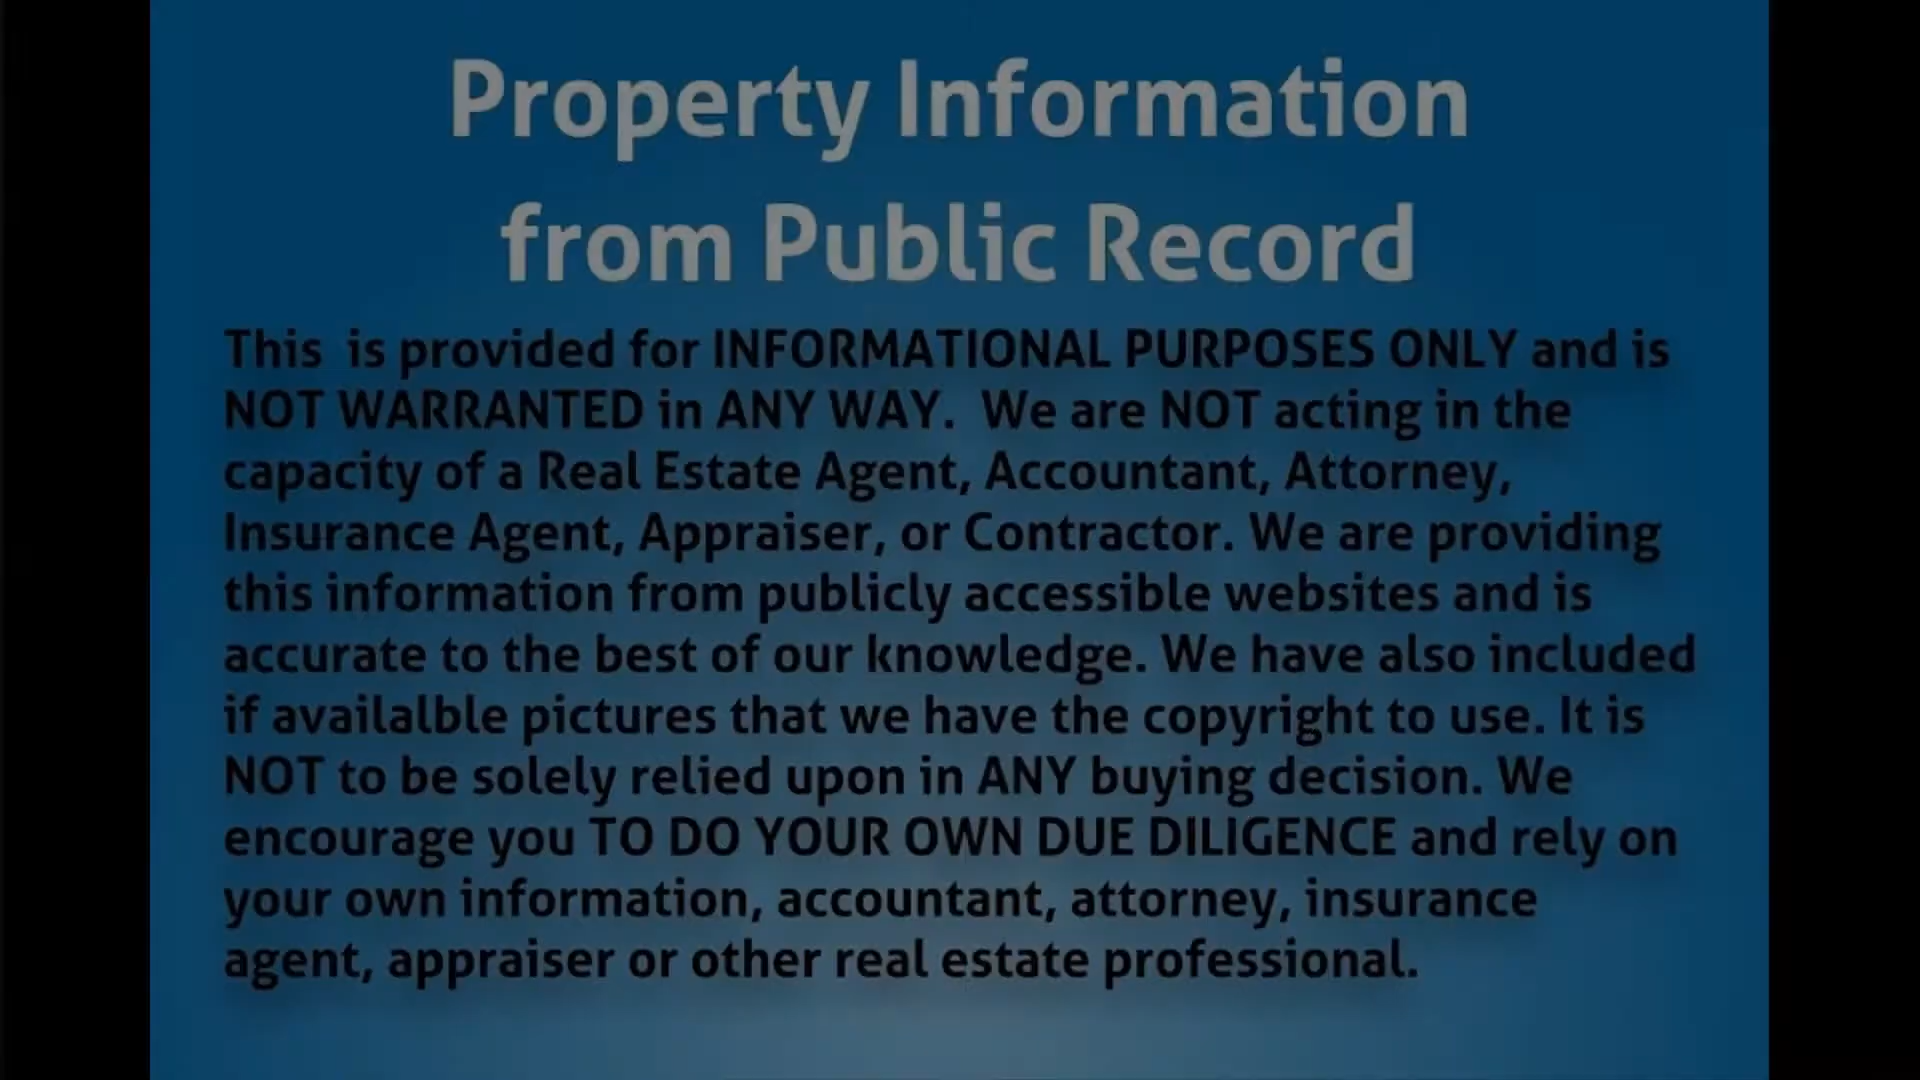 Property Information
from Public Record
This  is provided for INFORMATIONAL PURPOSES ONLY and is
NOT WARRANTED in ANY WAY.  We are NOT acting in the
capacity of a Real Estate Agent, Accountant, Attorney,
Insurance Agent, Appraiser, or Contractor. We are providing
this information from publicly accessible websites and is
accurate to the best of our knowledge. We have also included
if availalble pictures that we have the copyright to use. It is
NOT to be solely relied upon in ANY buying decision. We
encourage you TO DO YOUR OWN DUE DILIGENCE and rely on
your own information, accountant, attorney, insurance
agent, appraiser or other real estate professional.